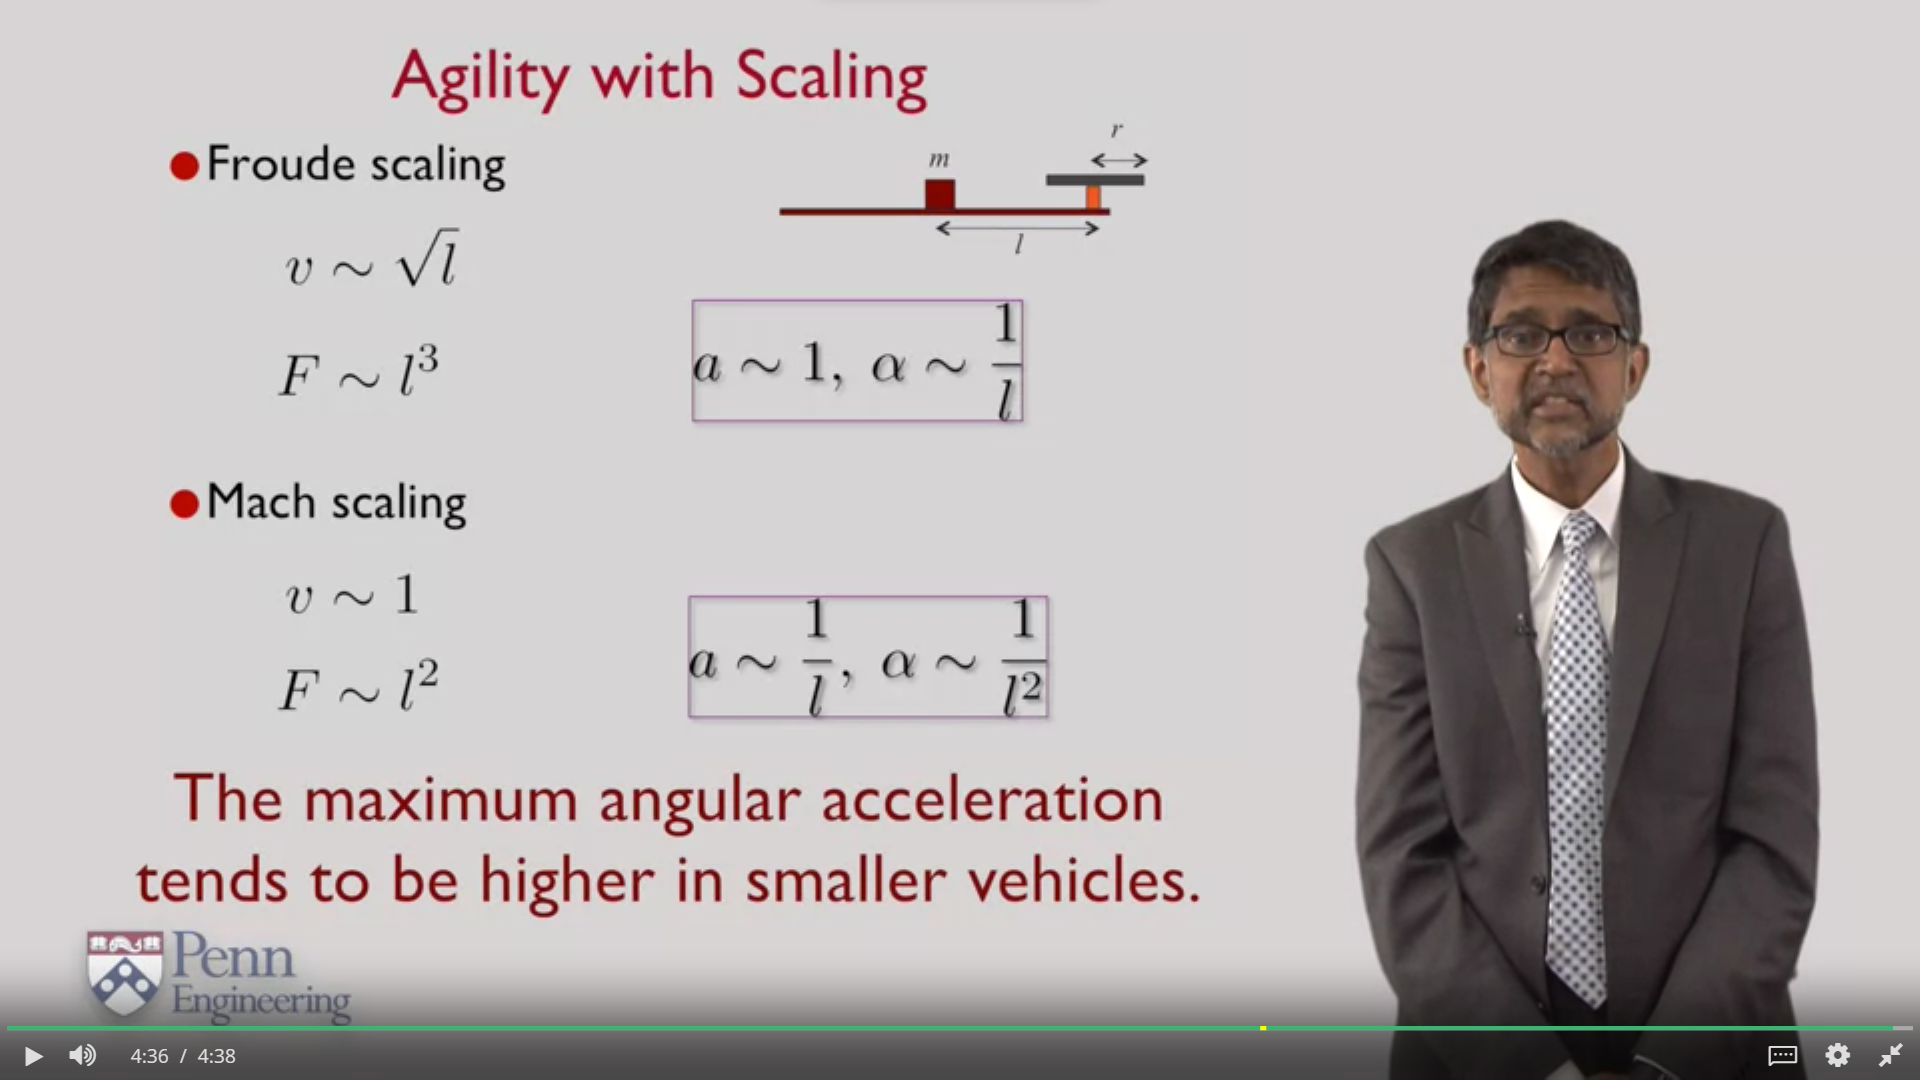 Agility with Scaling
● Froude scaling
v ∼ √l
F ∼ l³
r
m
l
a ∼ 1, α ∼ 1/l
● Mach scaling
v ∼ 1
F ∼ l²
a ∼ 1/l, α ∼ 1/l²
The maximum angular acceleration
tends to be higher in smaller vehicles.
Penn
Engineering
4:36 / 4:38